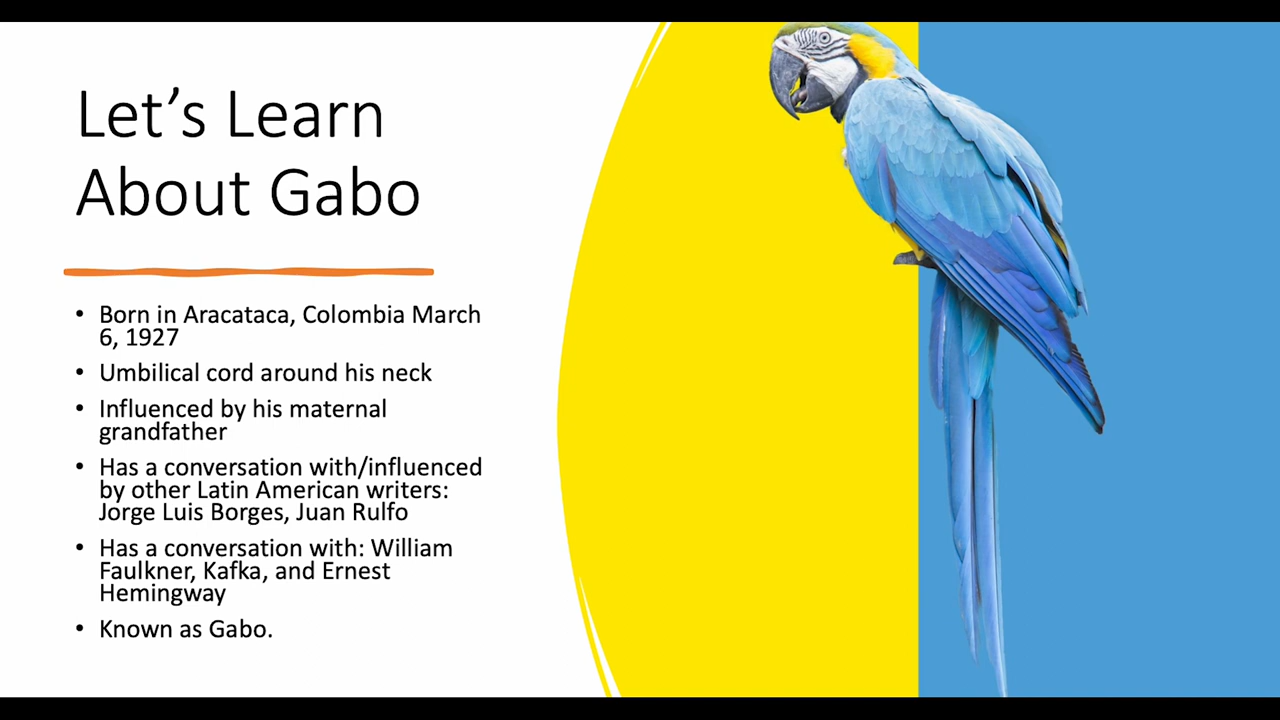 Let’s Learn
About Gabo
• Born in Aracataca, Colombia March
6, 1927
• Umbilical cord around his neck
• Influenced by his maternal
grandfather
• Has a conversation with/influenced
by other Latin American writers:
Jorge Luis Borges, Juan Rulfo
• Has a conversation with: William
Faulkner, Kafka, and Ernest
Hemingway
• Known as Gabo.